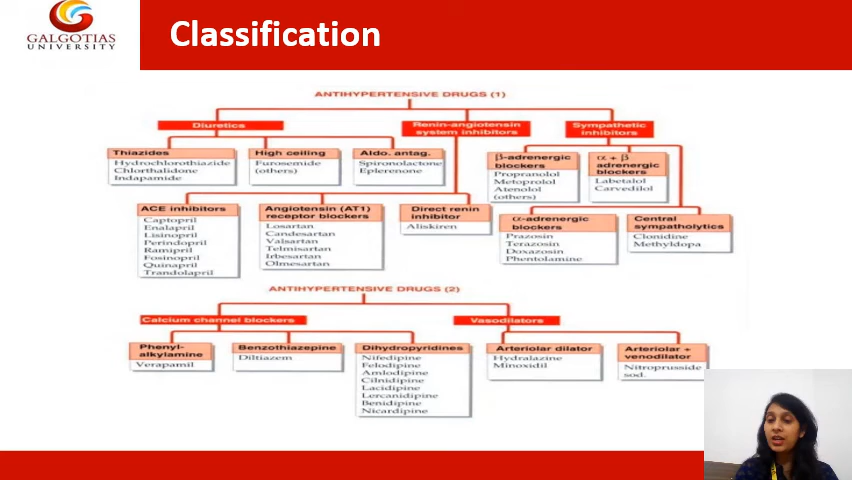 GALGOTIAS
UNIVERSITY
Classification
ANTIHYPERTENSIVE DRUGS (1)
Diuretics
Renin-angiotensin
system inhibitors
Sympathetic
inhibitors
Thiazides
Hydrochlorothiazide
Chlorthalidone
Indapamide
High ceiling
Furosemide
(others)
Aldo. antag.
Spironolactone
Eplerenone
β-adrenergic
blockers
Propranolol
Metoprolol
Atenolol
(others)
α + β
adrenergic
blockers
Labetalol
Carvedilol
ACE inhibitors
Captopril
Enalapril
Lisinopril
Perindopril
Ramipril
Fosinopril
Quinapril
Trandolapril
Angiotensin (AT1)
receptor blockers
Losartan
Candesartan
Valsartan
Telmisartan
Irbesartan
Olmesartan
Direct renin
inhibitor
Aliskiren
α-adrenergic
blockers
Prazosin
Terazosin
Doxazosin
Phentolamine
Central
sympatholytics
Clonidine
Methyldopa
ANTIHYPERTENSIVE DRUGS (2)
Calcium channel blockers
Vasodilators
Phenyl-
alkylamine
Verapamil
Benzothiazepine
Diltiazem
Dihydropyridines
Nifedipine
Felodipine
Amlodipine
Cilnidipine
Lacidipine
Lercanidipine
Benidipine
Nicardipine
Arteriolar dilator
Hydralazine
Minoxidil
Arteriolar +
venodilator
Nitroprusside
sod.